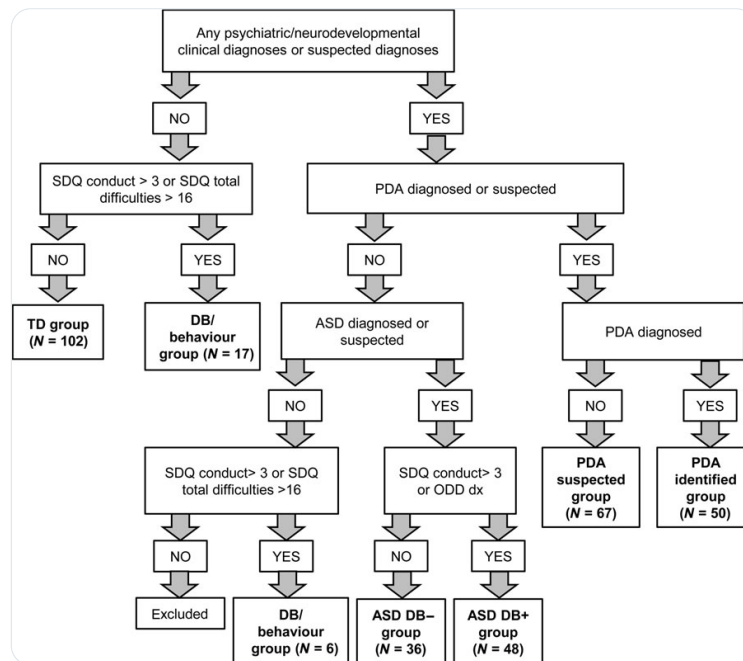 Any psychiatric/neurodevelopmental
clinical diagnoses or suspected diagnoses
NO
YES
SDQ conduct > 3 or SDQ total
difficulties > 16
PDA diagnosed or suspected
NO
YES
NO
YES
TD group
(N = 102)
DB/
behaviour
group (N = 17)
ASD diagnosed or
suspected
PDA diagnosed
NO
YES
NO
YES
SDQ conduct> 3 or SDQ
total difficulties >16
SDQ conduct> 3
or ODD dx
PDA
suspected
group
(N = 67)
PDA
identified
group
(N = 50)
NO
YES
NO
YES
Excluded
DB/
behaviour
group (N = 6)
ASD DB–
group
(N = 36)
ASD DB+
group
(N = 48)